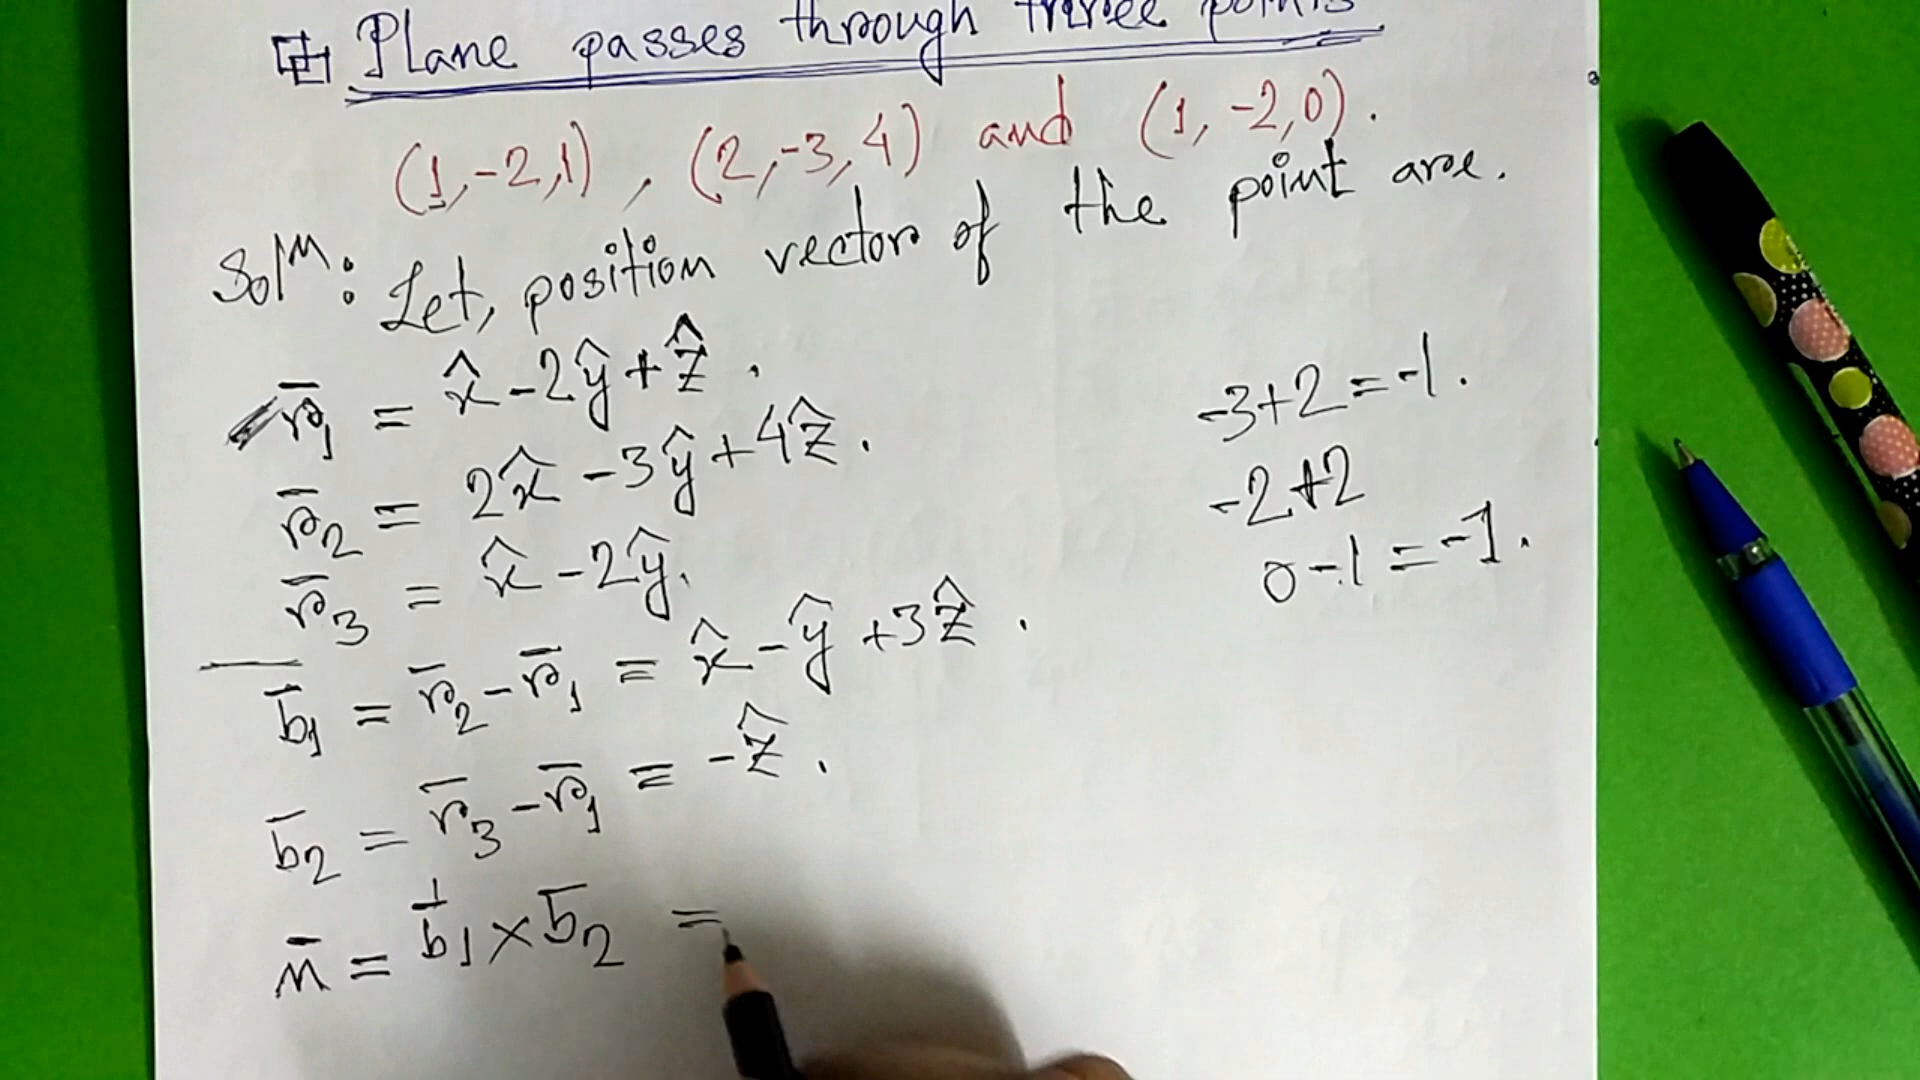 Plane passes through three points
(1,-2,1), (2,-3,4) and (1,-2,0).
Solⁿ: Let, position vector of the point are.
r̄₁ = x̂-2ŷ+ẑ.
r̄₂ = 2x̂-3ŷ+4ẑ.
r̄₃ = x̂-2ŷ.
b̄₁ = r̄₂-r̄₁ = x̂-ŷ+3ẑ.
b̄₂ = r̄₃-r̄₁ = -ẑ.
n̄ = b̄₁×b̄₂ =
-3+2=-1.
-2+2
0-1=-1.